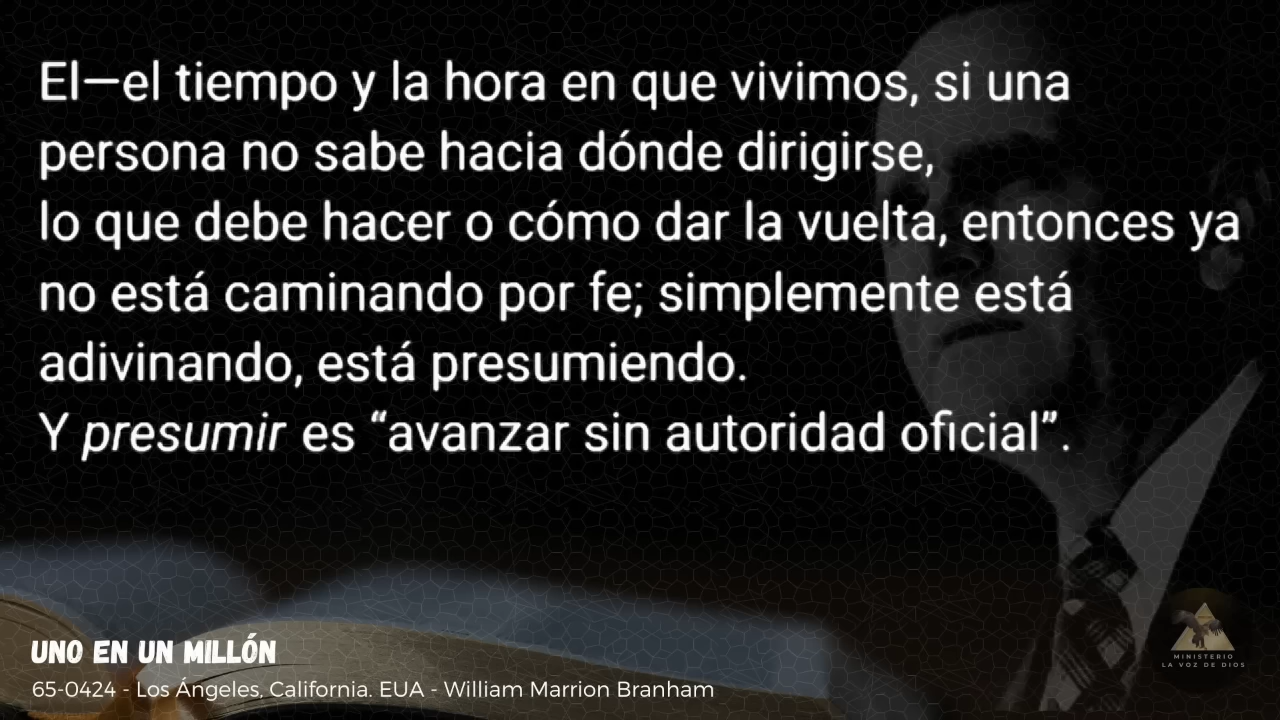 El—el tiempo y la hora en que vivimos, si una
persona no sabe hacia dónde dirigirse,
lo que debe hacer o cómo dar la vuelta, entonces ya
no está caminando por fe; simplemente está
adivinando, está presumiendo.
Y presumir es “avanzar sin autoridad oficial”.
UNO EN UN MILLÓN
65-0424 - Los Ángeles, California. EUA - William Marrion Branham
MINISTERIO
LA VOZ DE DIOS